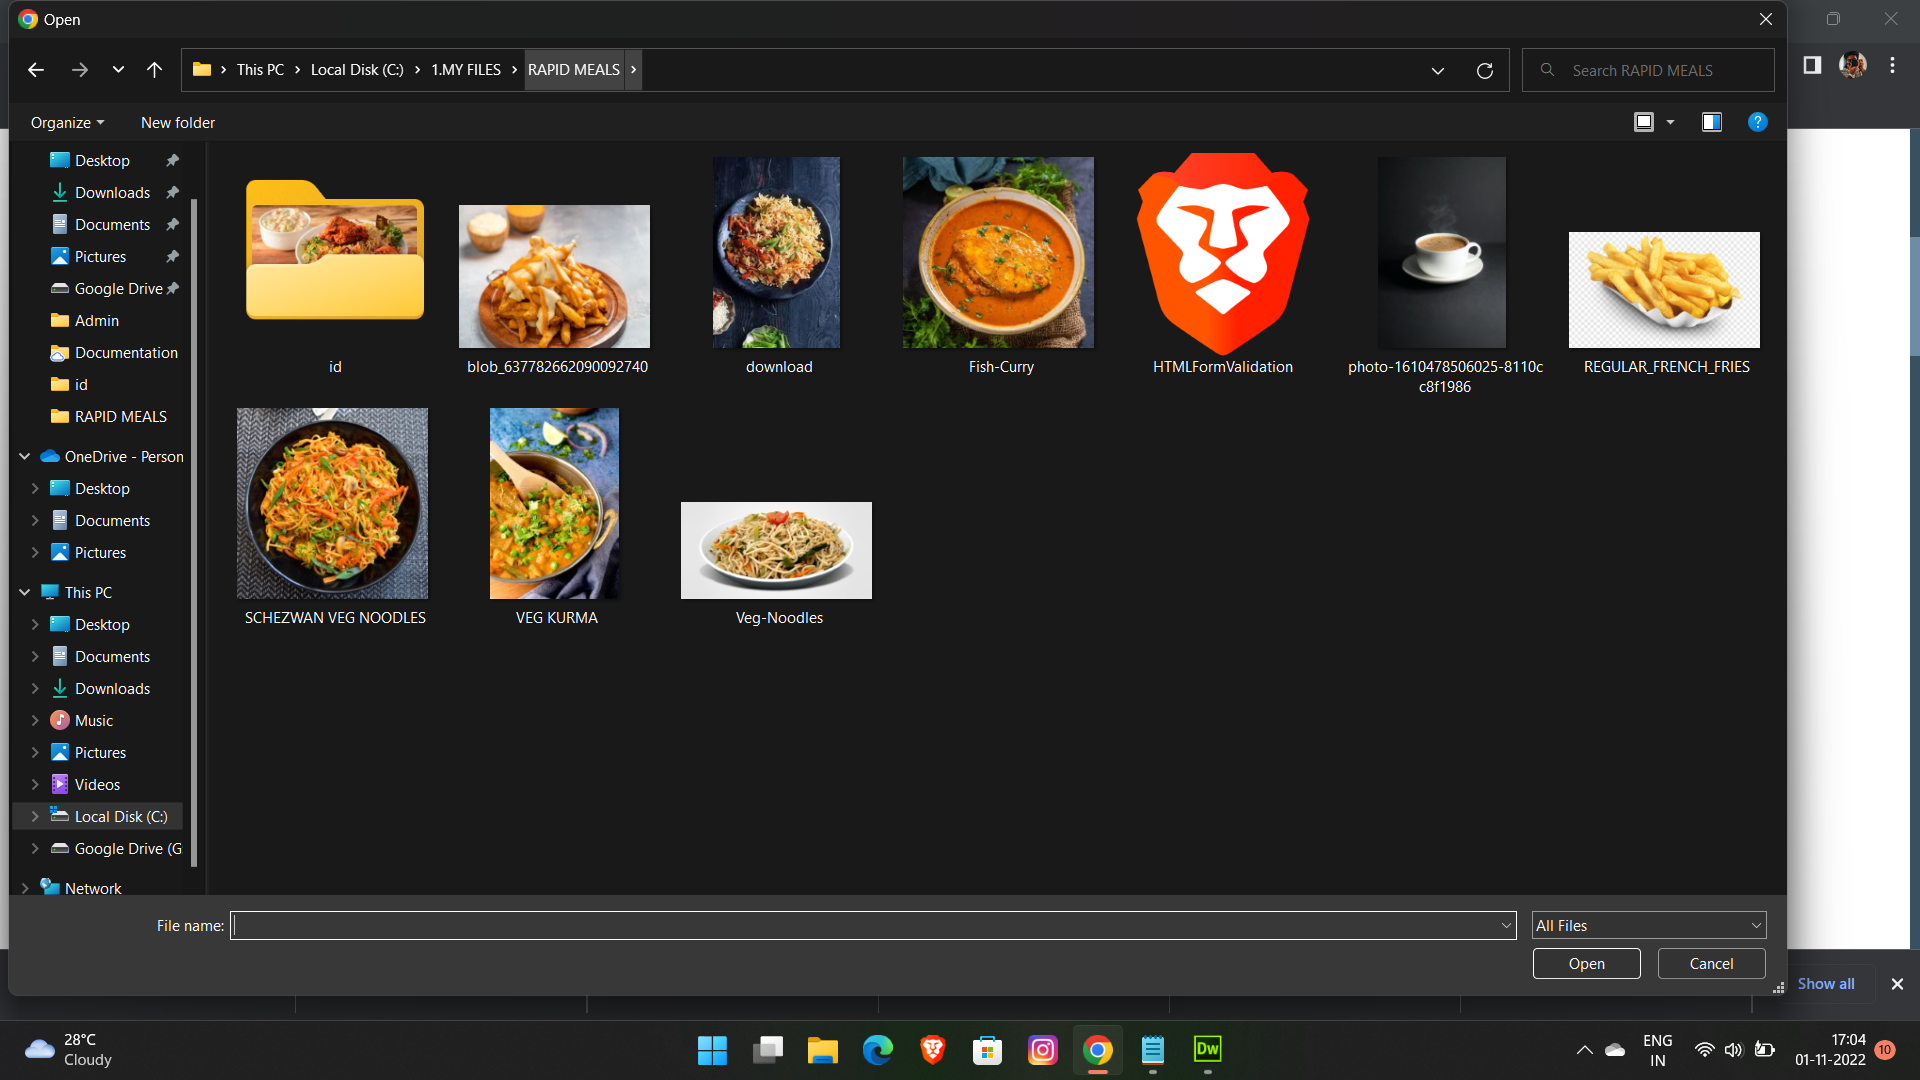 Open
This PC
Local Disk (C:)
1.MY FILES
RAPID MEALS
Search RAPID MEALS
Organize
New folder
Desktop
Downloads
Documents
Pictures
Google Drive
Admin
Documentation
id
RAPID MEALS
OneDrive - Person
Desktop
Documents
Pictures
This PC
Desktop
Documents
Downloads
Music
Pictures
Videos
Local Disk (C:)
Google Drive (G
Network
id
blob_637782662090092740
download
Fish-Curry
HTMLFormValidation
photo-1610478506025-8110c
c8f1986
REGULAR_FRENCH_FRIES
SCHEZWAN VEG NOODLES
VEG KURMA
Veg-Noodles
File name:
All Files
Open
Cancel
Show all
28°C
Cloudy
Dw
ENG
IN
17:04
01-11-2022
10